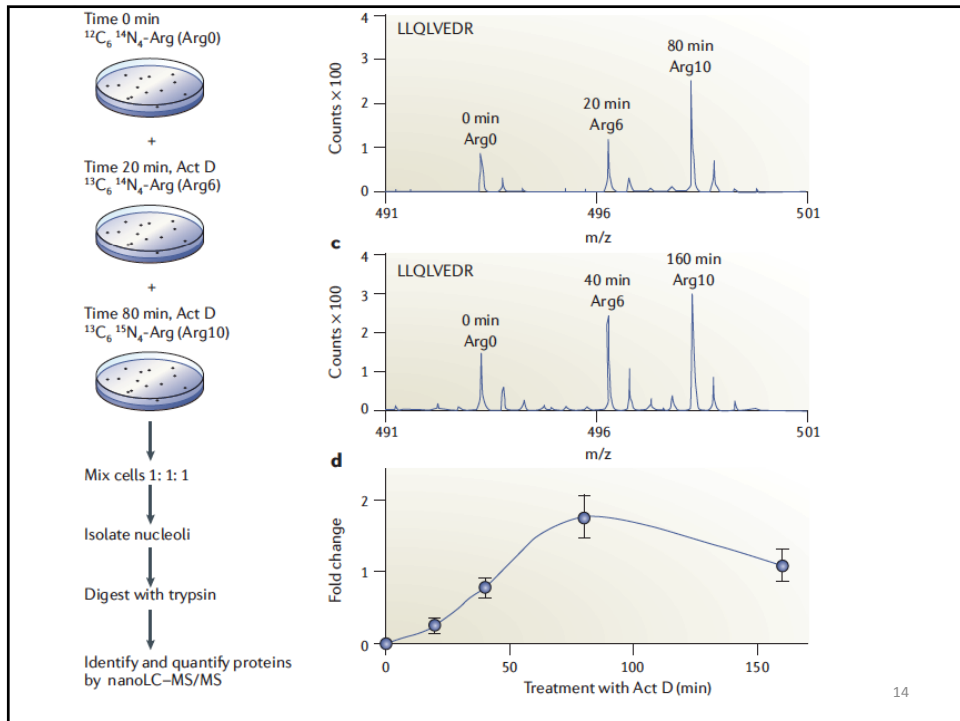 Time 0 min
¹²C₆ ¹⁴N₄-Arg (Arg0)
+
Time 20 min, Act D
¹³C₆ ¹⁴N₄-Arg (Arg6)
+
Time 80 min, Act D
¹³C₆ ¹⁵N₄-Arg (Arg10)
Mix cells 1: 1: 1
Isolate nucleoli
Digest with trypsin
Identify and quantify proteins
by nanoLC–MS/MS
LLQLVEDR
Counts × 100
4
3
2
1
0
0 min
Arg0
20 min
Arg6
80 min
Arg10
491
496
501
m/z
c
LLQLVEDR
Counts × 100
4
3
2
1
0
0 min
Arg0
40 min
Arg6
160 min
Arg10
491
496
501
m/z
d
Fold change
2
1
0
0
50
100
150
Treatment with Act D (min)
14